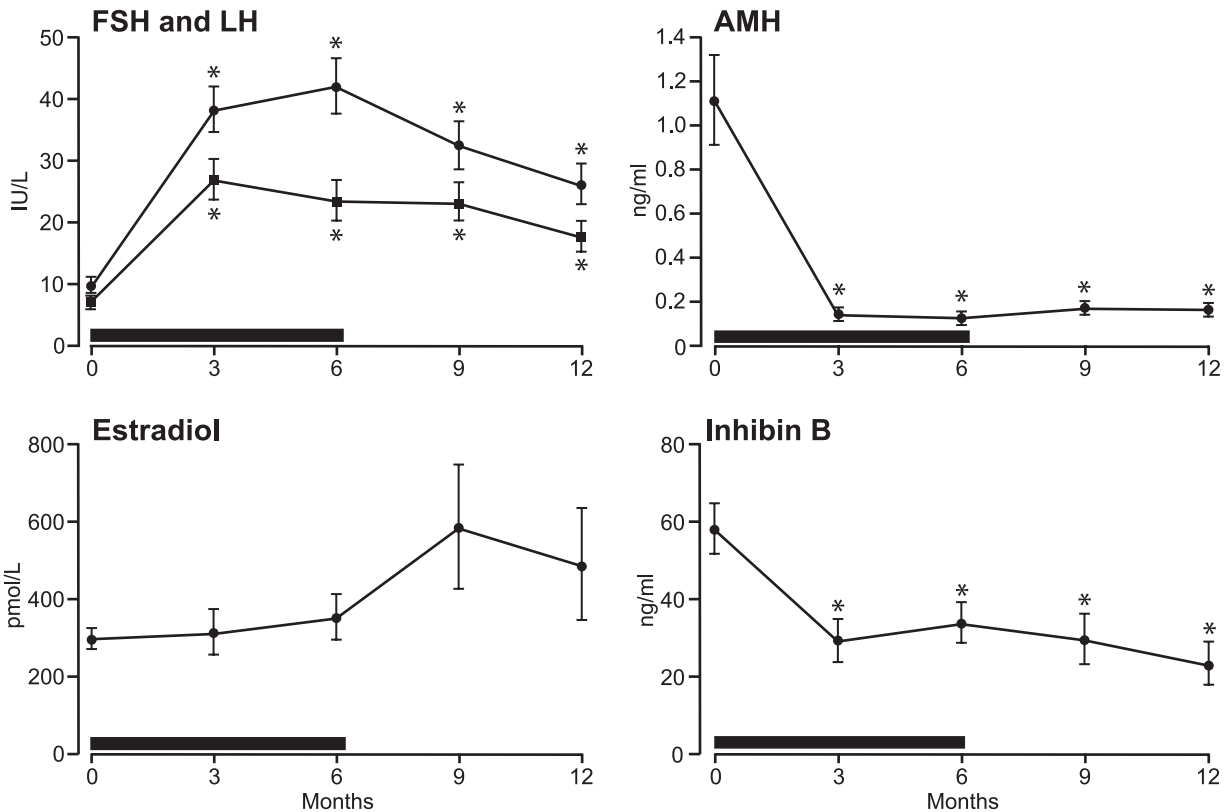 FSH and LH
50
40
30
20
10
0
IU/L
* * * *
* * * *
0 3 6 9 12
AMH
1.4
1.2
1.0
0.8
0.6
0.4
0.2
0
ng/ml
* * * *
0 3 6 9 12
Estradiol
800
600
400
200
0
pmol/L
0 3 6 9 12
Months
Inhibin B
80
60
40
20
0
ng/ml
* * * *
0 3 6 9 12
Months